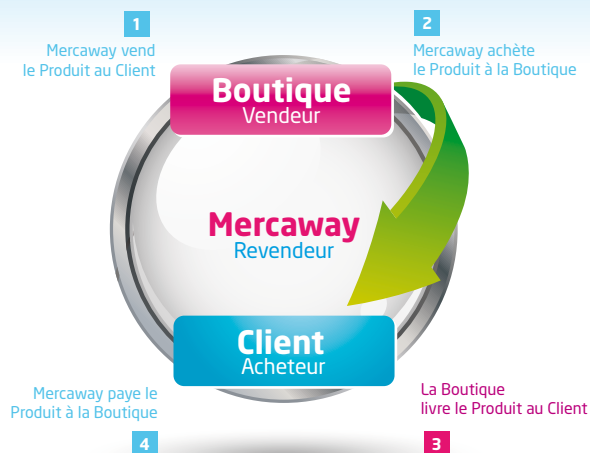 1
Mercaway vend
le Produit au Client
2
Mercaway achète
le Produit à la Boutique
Boutique
Vendeur
Mercaway
Revendeur
Client
Acheteur
Mercaway paye le
Produit à la Boutique
4
La Boutique
livre le Produit au Client
3